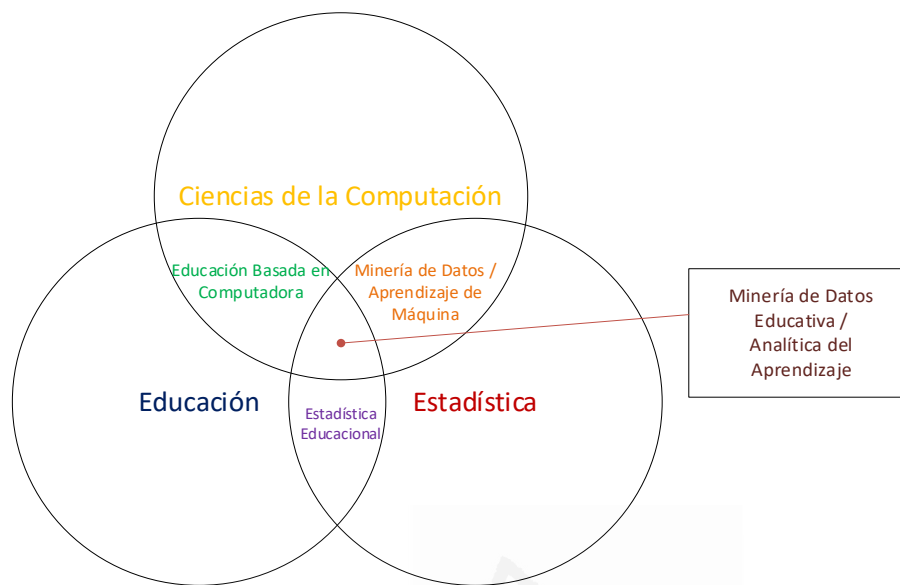 Ciencias de la Computación
Educación Basada en
Computadora
Minería de Datos /
Aprendizaje de
Máquina
Minería de Datos
Educativa /
Analítica del
Aprendizaje
Educación
Estadística
Estadística
Educacional